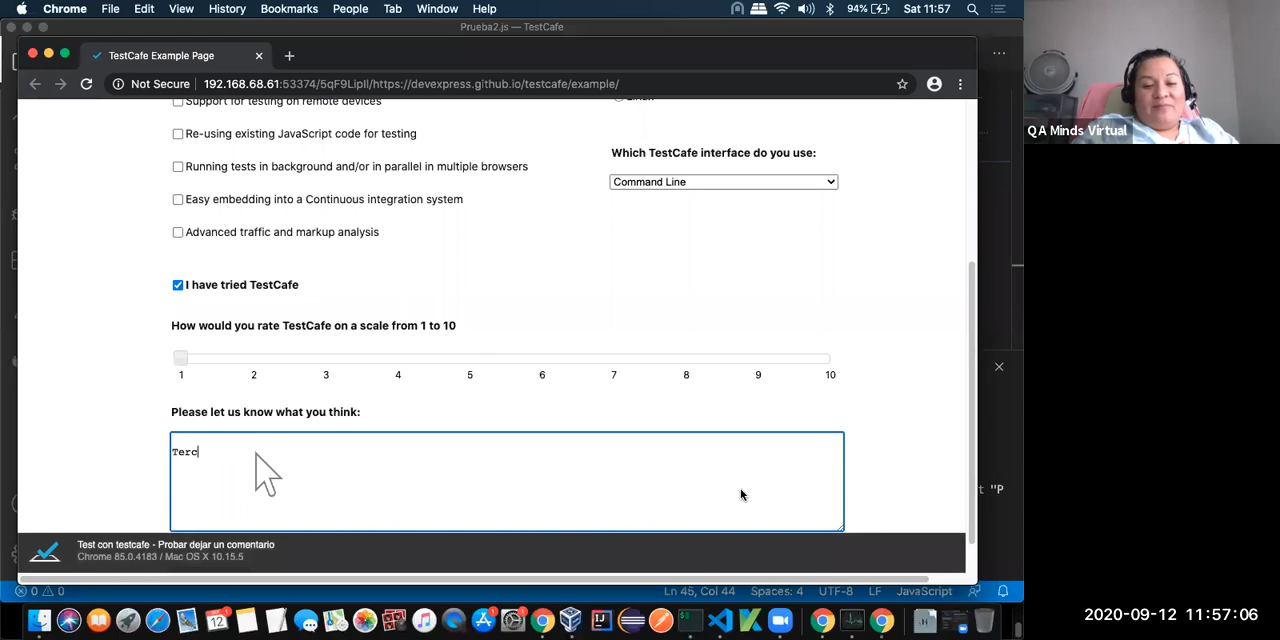 Chrome File Edit View History Bookmarks People Tab Window Help 94% Sat 11:57
Prueba2.js — TestCafe
TestCafe Example Page
Not Secure 192.168.68.61:53374/5qF9Lipll/https://devexpress.github.io/testcafe/example/
QA Minds Virtual
Support for testing on remote devices
Linux
Re-using existing JavaScript code for testing
Which TestCafe interface do you use:
Running tests in background and/or in parallel in multiple browsers
Command Line
Easy embedding into a Continuous integration system
Advanced traffic and markup analysis
I have tried TestCafe
How would you rate TestCafe on a scale from 1 to 10
1 2 3 4 5 6 7 8 9 10
Please let us know what you think:
Terc
t "P
Test con testcafe - Probar dejar un comentario
Chrome 85.0.4183 / Mac OS X 10.15.5
0 0 Ln 45, Col 44 Spaces: 4 UTF-8 LF JavaScript
12
2020-09-12 11:57:06